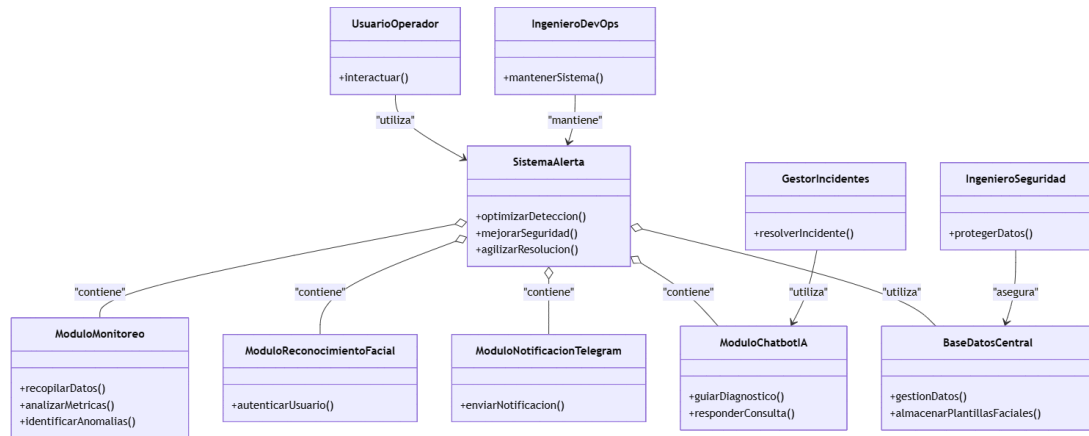 UsuarioOperador
+interactuar()
IngenieroDevOps
+mantenerSistema()
"utiliza"
"mantiene"
SistemaAlerta
+optimizarDeteccion()
+mejorarSeguridad()
+agilizarResolucion()
GestorIncidentes
+resolverIncidente()
IngenieroSeguridad
+protegerDatos()
"contiene"
"contiene"
"contiene"
"contiene"
"utiliza"
"utiliza"
"asegura"
ModuloMonitoreo
+recopilarDatos()
+analizarMetricas()
+identificarAnomalias()
ModuloReconocimientoFacial
+autenticarUsuario()
ModuloNotificacionTelegram
+enviarNotificacion()
ModuloChatbotIA
+guiarDiagnostico()
+responderConsulta()
BaseDatosCentral
+gestionDatos()
+almacenarPlantillasFaciales()